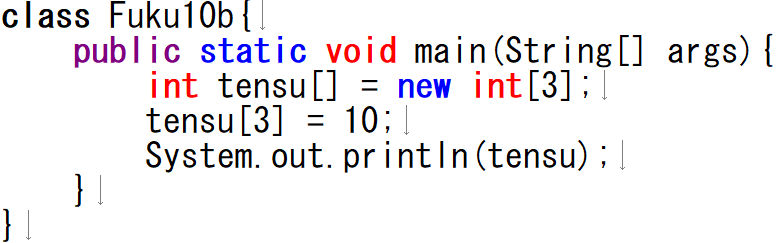 class Fuku10b{↓
    public static void main(String[] args){
        int tensu[] = new int[3];↓
        tensu[3] = 10;↓
        System.out.println(tensu);↓
    }↓
}↓